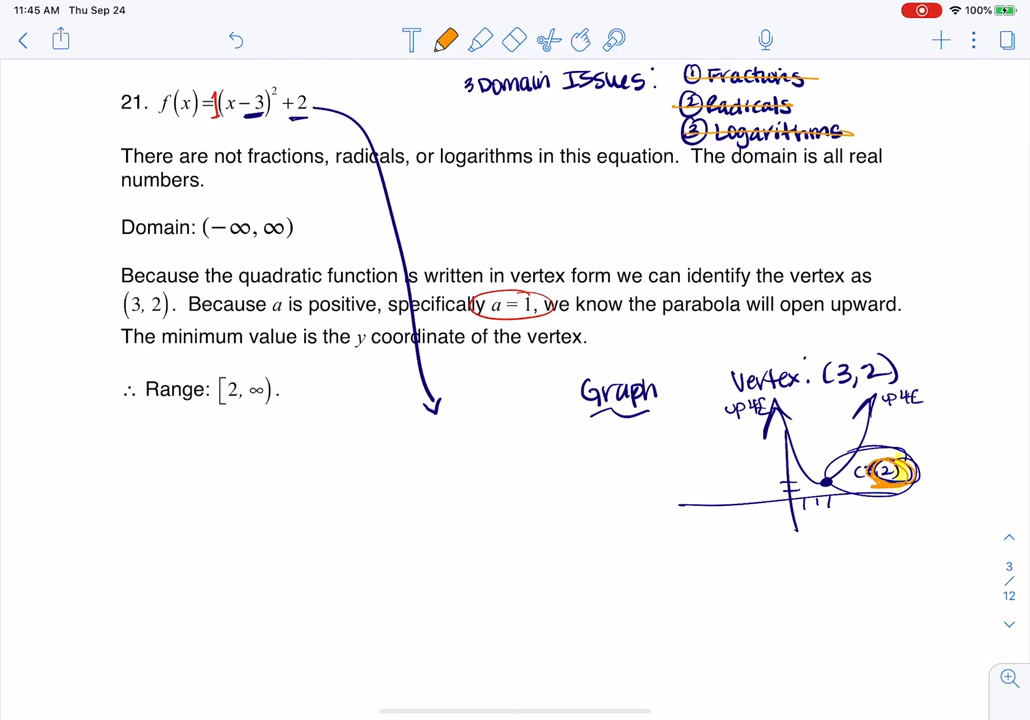 11:45 AM Thu Sep 24
100%
3 Domain Issues: ① Fractions
② Radicals
③ Logarithms
21. f(x)=1(x−3)² +2
There are not fractions, radicals, or logarithms in this equation. The domain is all real
numbers.
Domain: (−∞, ∞)
Because the quadratic function is written in vertex form we can identify the vertex as
(3, 2). Because a is positive, specifically a = 1, we know the parabola will open upward.
The minimum value is the y coordinate of the vertex.
∴ Range: [2, ∞).
Graph
Vertex: (3,2)
3
/
12